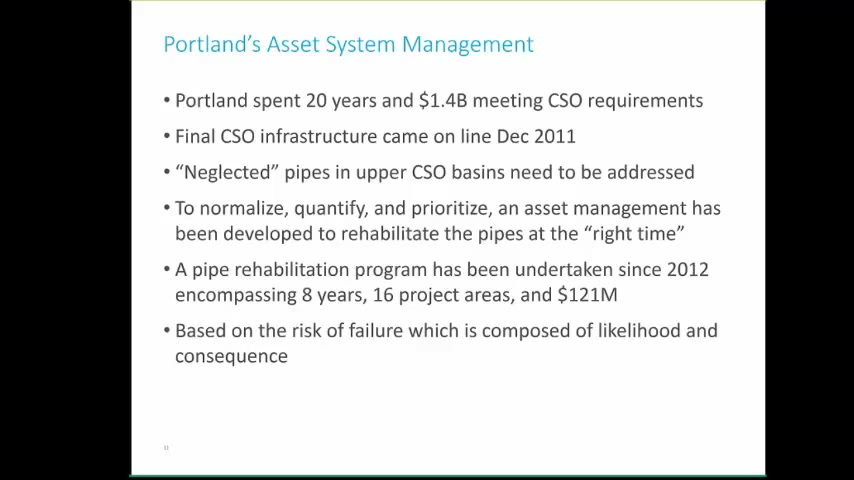 Portland's Asset System Management
• Portland spent 20 years and $1.4B meeting CSO requirements
• Final CSO infrastructure came on line Dec 2011
• “Neglected” pipes in upper CSO basins need to be addressed
• To normalize, quantify, and prioritize, an asset management has
been developed to rehabilitate the pipes at the “right time”
• A pipe rehabilitation program has been undertaken since 2012
encompassing 8 years, 16 project areas, and $121M
• Based on the risk of failure which is composed of likelihood and
consequence